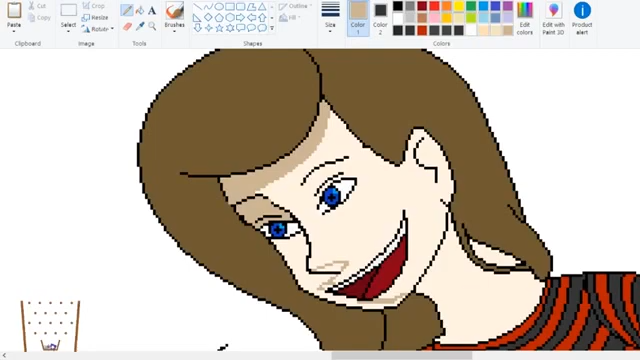 Cut
Copy
Paste
Clipboard
Crop
Resize
Rotate
Select
Image
A
Tools
Brushes
Outline
Fill
Shapes
Size
Color
1
Color
2
Edit
colors
Colors
Edit with
Paint 3D
Product
alert